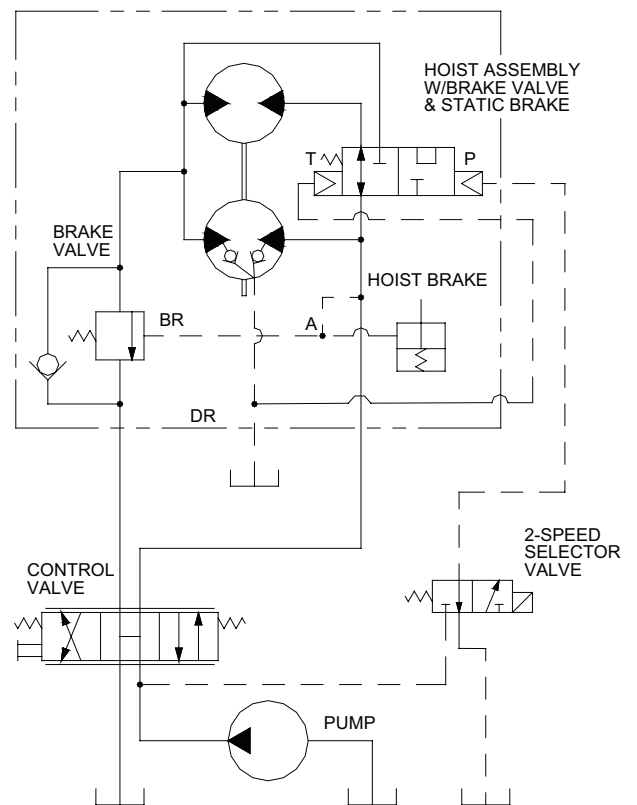 HOIST ASSEMBLY
W/BRAKE VALVE
& STATIC BRAKE
T
P
BRAKE
VALVE
HOIST BRAKE
BR
A
DR
2-SPEED
SELECTOR
VALVE
CONTROL
VALVE
PUMP